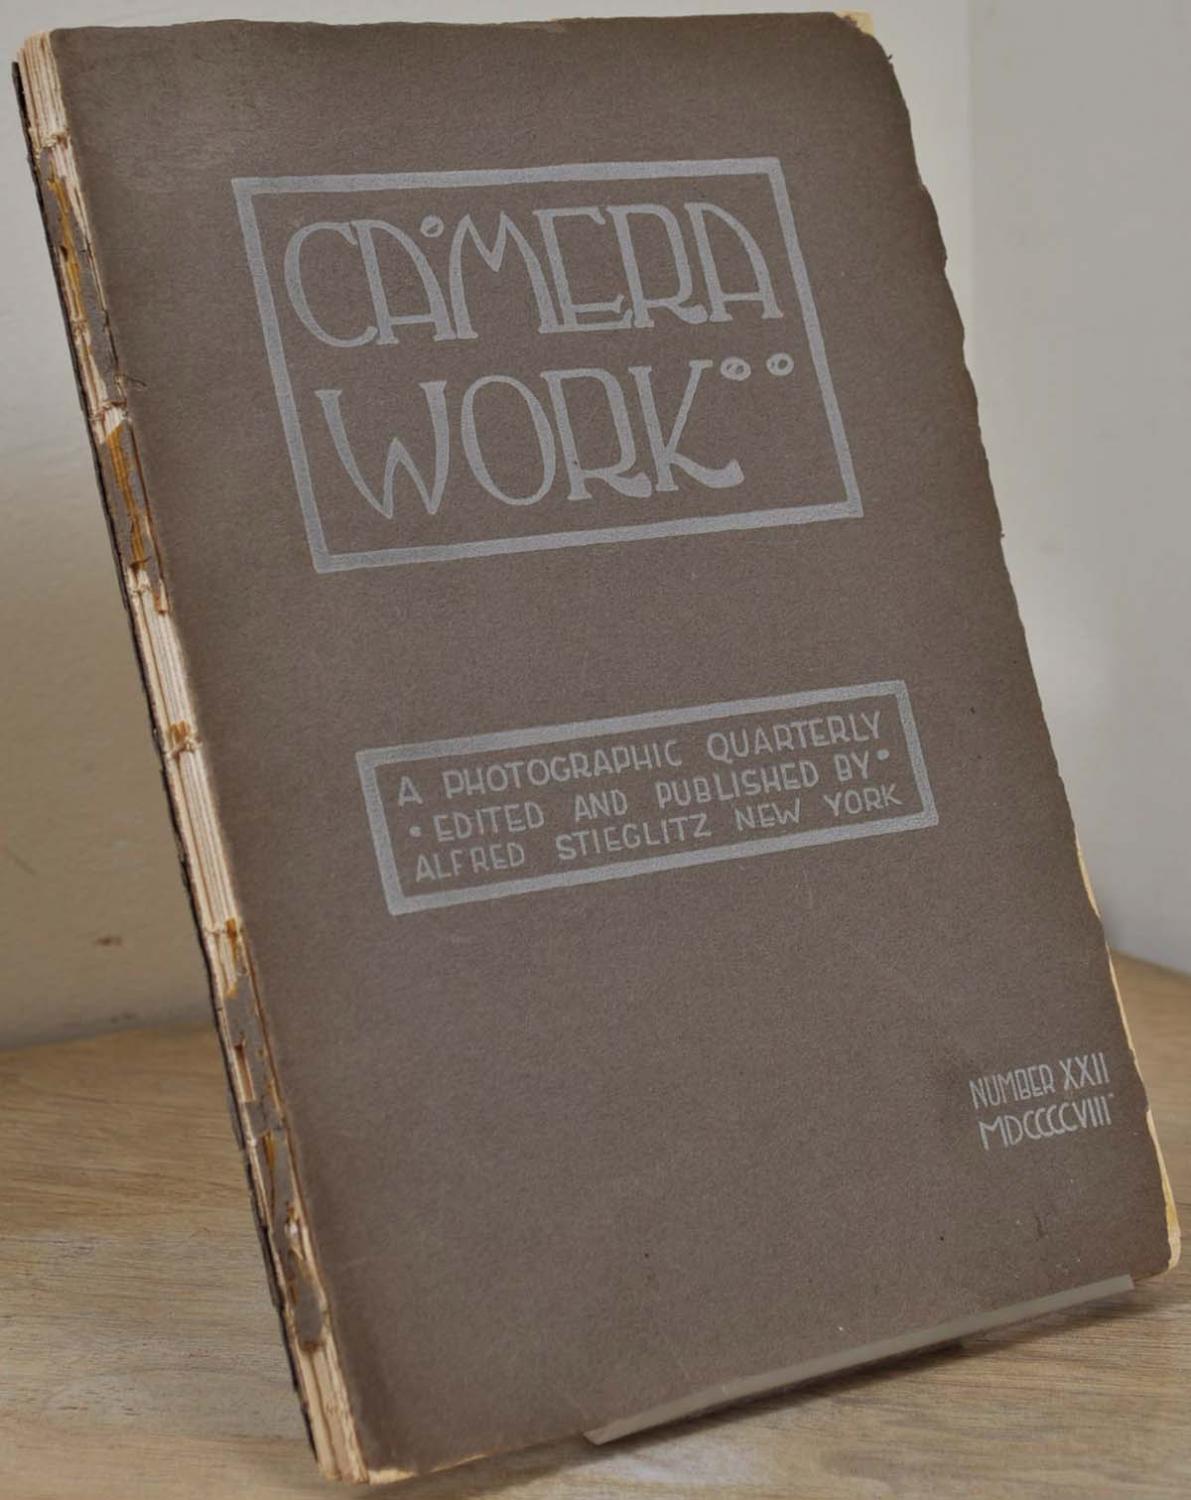 CAMERA
WORK
A PHOTOGRAPHIC QUARTERLY
• EDITED AND PUBLISHED BY •
ALFRED STIEGLITZ NEW YORK
NUMBER XXII
MDCCCCVIII